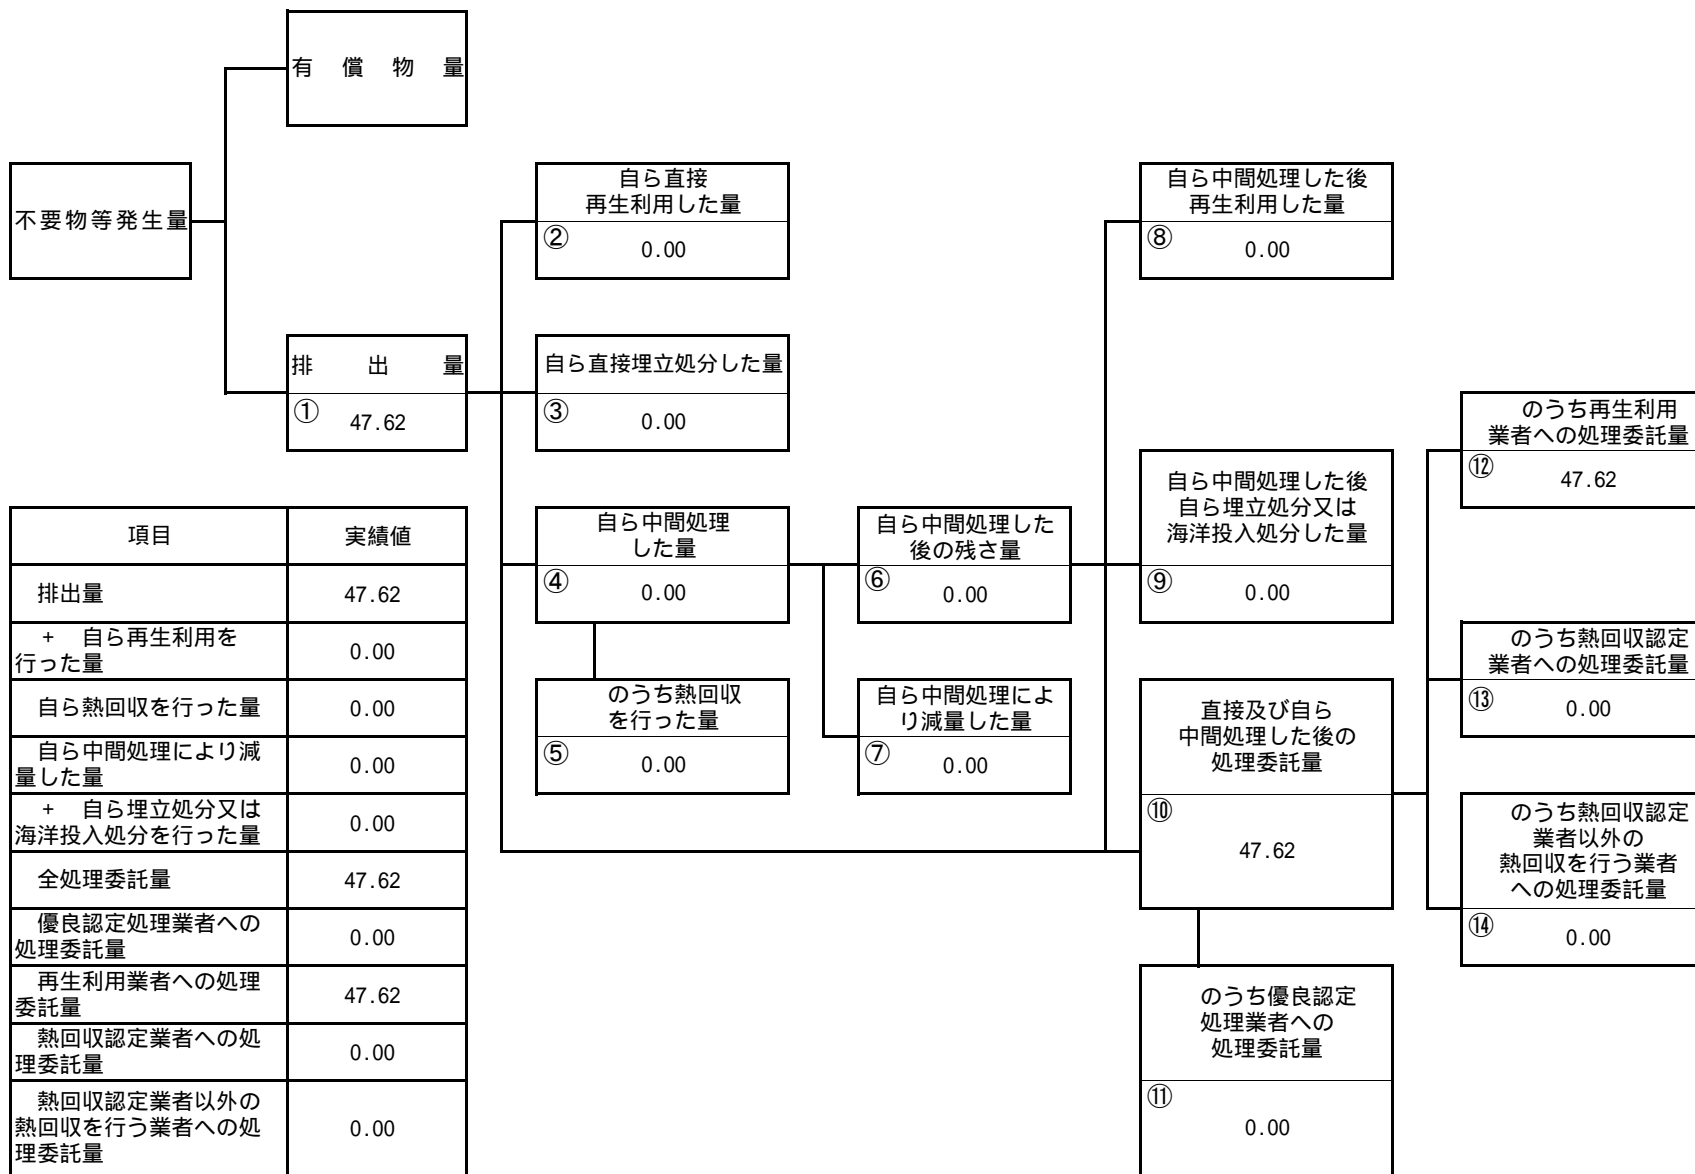 有償物量
不要物等発生量
排出量
①
47.62
自ら直接
再生利用した量
②
0.00
自ら直接埋立処分した量
③
0.00
自ら中間処理
した量
④
0.00
のうち熱回収
を行った量
⑤
0.00
自ら中間処理した
後の残さ量
⑥
0.00
自ら中間処理によ
り減量した量
⑦
0.00
自ら中間処理した後
再生利用した量
⑧
0.00
自ら中間処理した後
自ら埋立処分又は
海洋投入処分した量
⑨
0.00
直接及び自ら
中間処理した後の
処理委託量
⑩
47.62
のうち優良認定
処理業者への
処理委託量
⑪
0.00
のうち再生利用
業者への処理委託量
⑫
47.62
のうち熱回収認定
業者への処理委託量
⑬
0.00
のうち熱回収認定
業者以外の
熱回収を行う業者
への処理委託量
⑭
0.00
項目 実績値
排出量 47.62
+ 自ら再生利用を
行った量
0.00
自ら熱回収を行った量 0.00
自ら中間処理により減
量した量
0.00
+ 自ら埋立処分又は
海洋投入処分を行った量
0.00
全処理委託量 47.62
優良認定処理業者への
処理委託量
0.00
再生利用業者への処理
委託量
47.62
熱回収認定業者への処
理委託量
0.00
熱回収認定業者以外の
熱回収を行う業者への処
理委託量
0.00